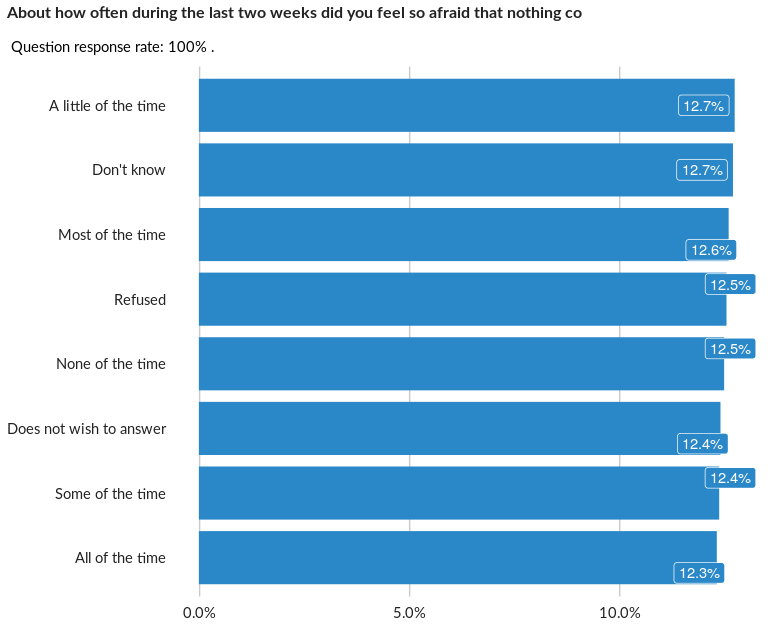 About how often during the last two weeks did you feel so afraid that nothing co
Question response rate: 100% .
A little of the time 12.7%
Don't know 12.7%
Most of the time 12.6%
Refused 12.5%
None of the time 12.5%
Does not wish to answer 12.4%
Some of the time 12.4%
All of the time 12.3%
0.0% 5.0% 10.0%